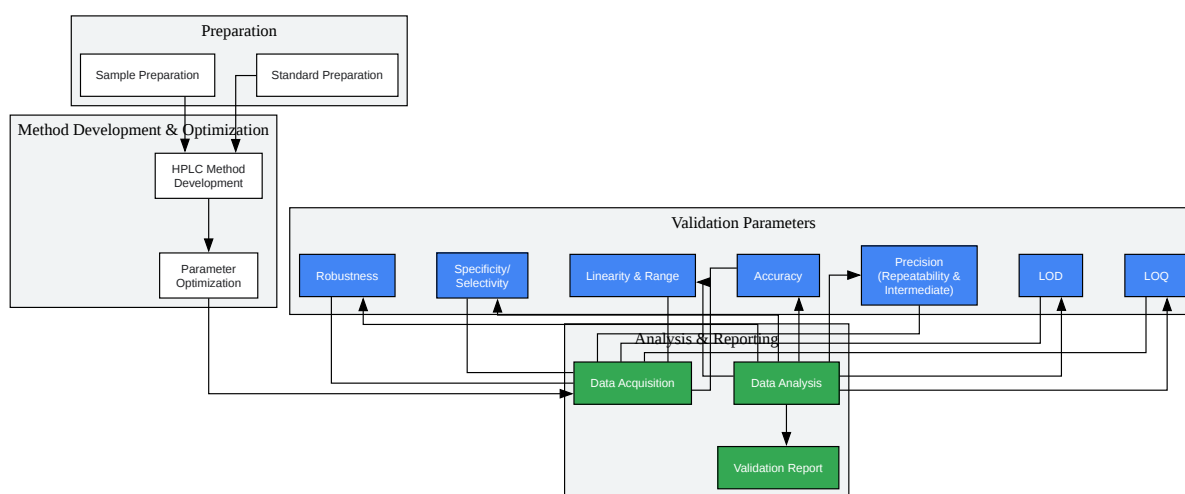 Preparation
Sample Preparation
Standard Preparation
Method Development & Optimization
HPLC Method
Development
Parameter
Optimization
Validation Parameters
Robustness
Specificity/
Selectivity
Linearity & Range
Accuracy
Precision
(Repeatability &
Intermediate)
LOD
LOQ
Analysis & Reporting
Data Acquisition
Data Analysis
Validation Report